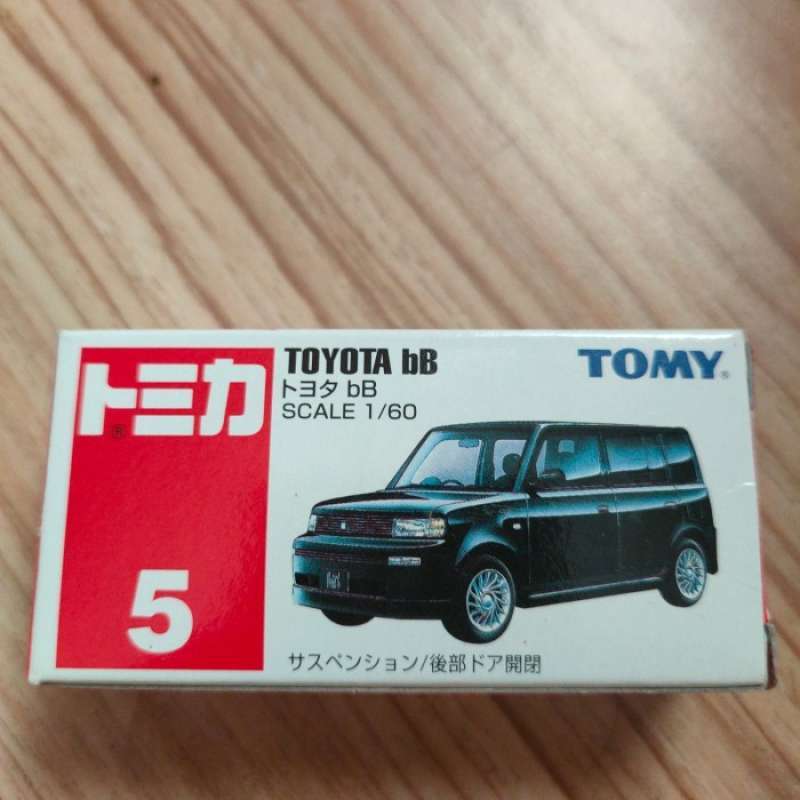 トミカ®
5
TOYOTA bB
トヨタ bB
SCALE 1/60
TOMY®
サスペンション/後部ドア開閉